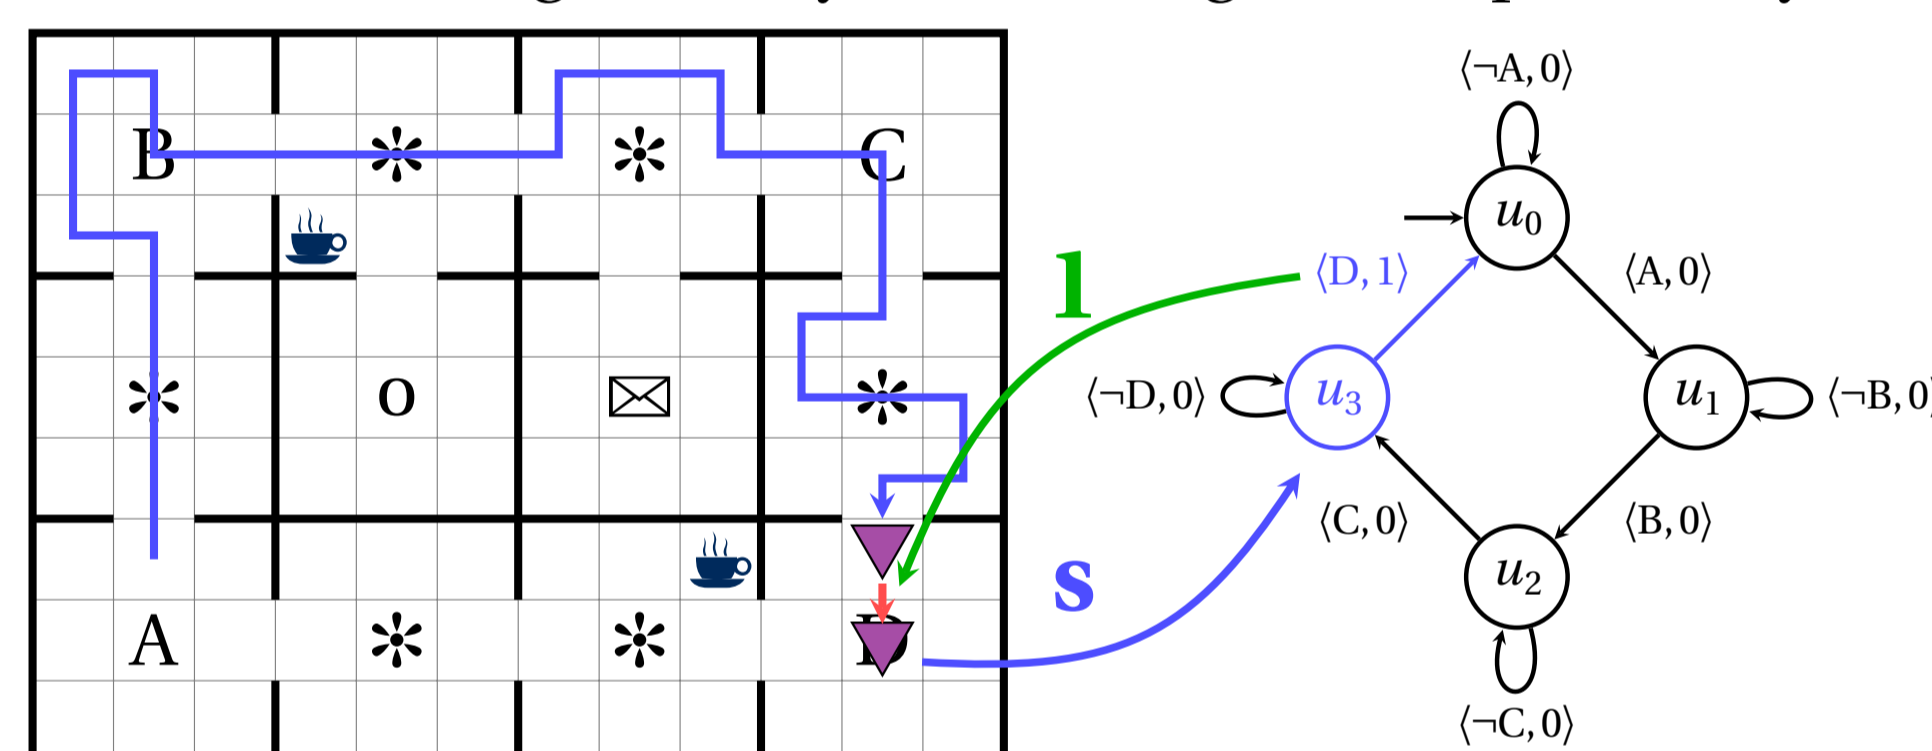 ⟨¬A, 0⟩
B * * C
u₀
l ⟨D, 1⟩ ⟨A, 0⟩
* o * ⟨¬D, 0⟩ u₃ u₁ ⟨¬B, 0⟩
⟨C, 0⟩ ⟨B, 0⟩
s u₂
A * * D
⟨¬C, 0⟩